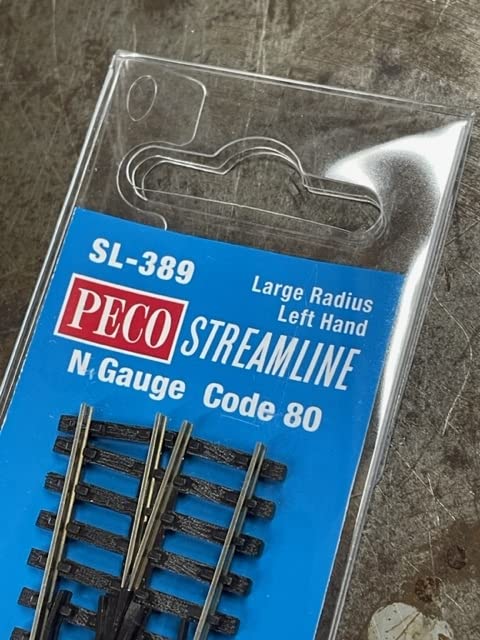 SL-389
Large Radius
Left Hand
PECO STREAMLINE
N Gauge Code 80